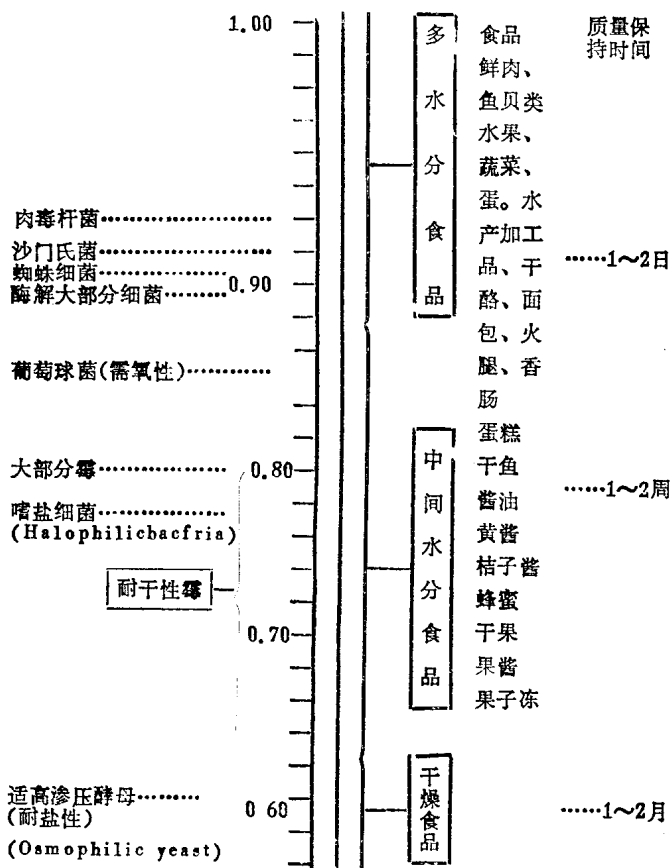 1.00
0.90
0.80
0.70
0 60
肉毒杆菌
沙门氏菌
蜘蛛细菌
酶解大部分细菌
葡萄球菌(需氧性)
大部分霉
嗜盐细菌
(Halophilicbacfria)
耐干性霉
适高渗压酵母
(耐盐性)
(Osmophilic yeast)
多水分食品
中间水分食品
干燥食品
食品
鲜肉、
鱼贝类
水果、
蔬菜、
蛋。水
产加工
品、干
酪、面
包、火
腿、香
肠
蛋糕
干鱼
酱油
黄酱
桔子酱
蜂蜜
干果
果酱
果子冻
质量保
持时间
1～2日
1～2周
1～2月